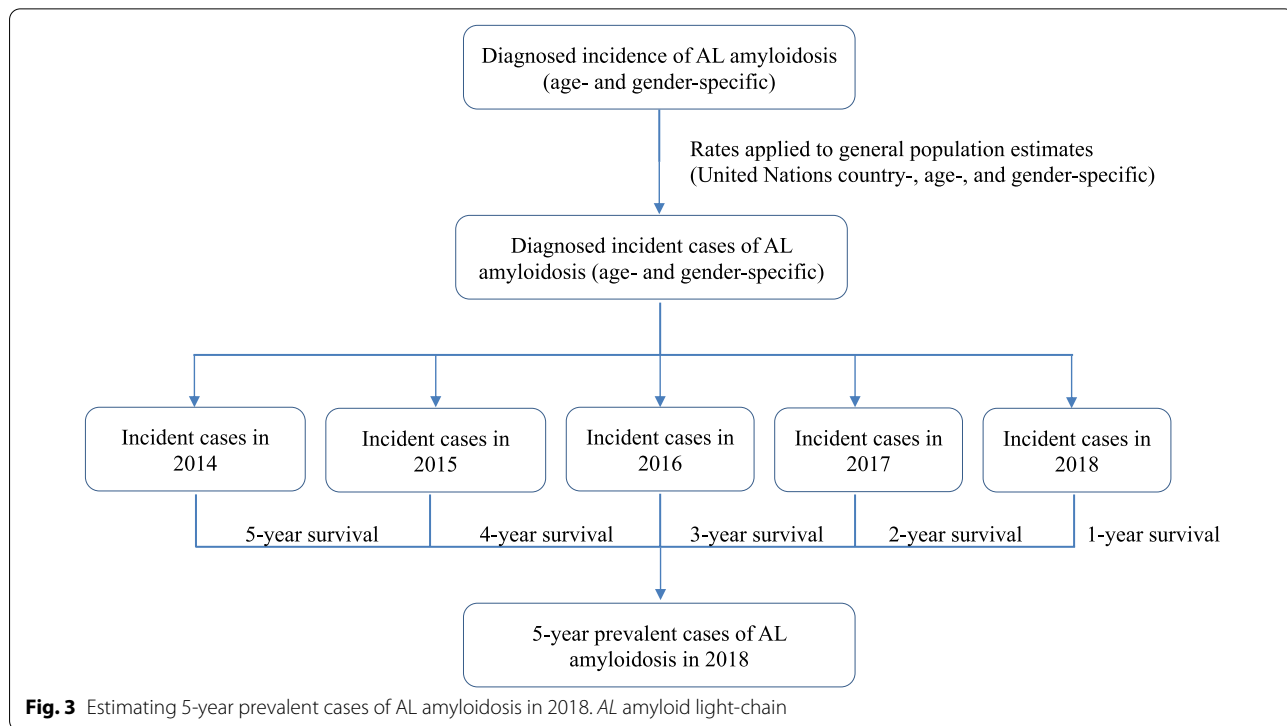 Diagnosed incidence of AL amyloidosis
(age- and gender-specific)
Rates applied to general population estimates
(United Nations country-, age-, and gender-specific)
Diagnosed incident cases of AL
amyloidosis (age- and gender-specific)
Incident cases in
2014
Incident cases in
2015
Incident cases in
2016
Incident cases in
2017
Incident cases in
2018
5-year survival
4-year survival
3-year survival
2-year survival
1-year survival
5-year prevalent cases of AL
amyloidosis in 2018
Fig. 3 Estimating 5-year prevalent cases of AL amyloidosis in 2018. AL amyloid light-chain